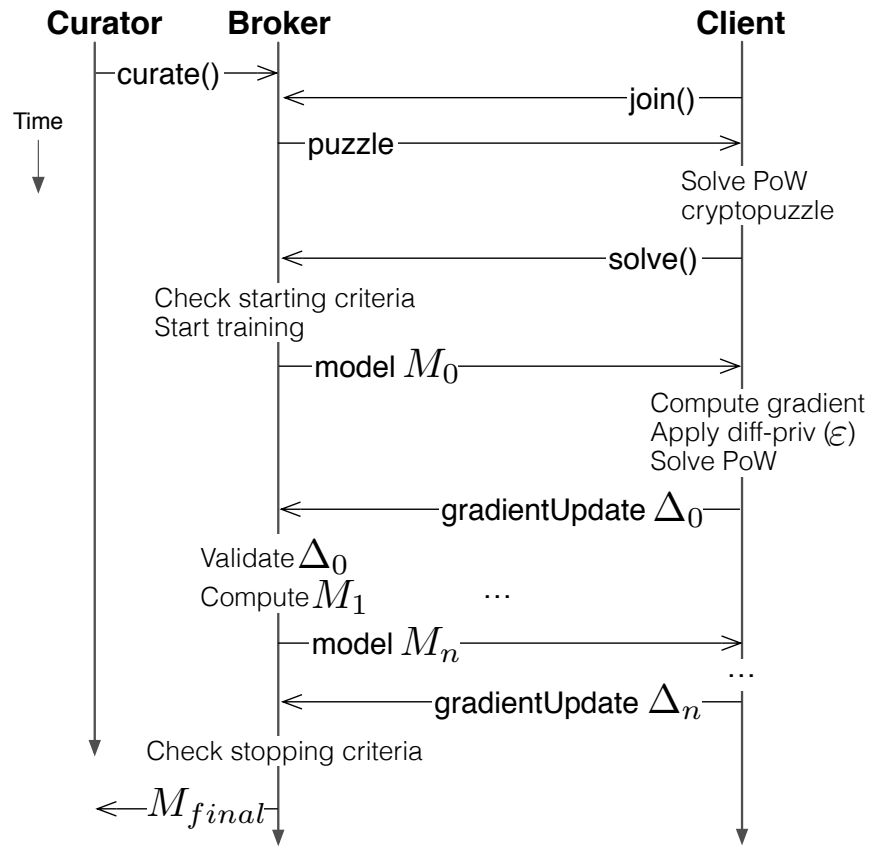 Curator Broker Client
curate()
join()
Time
puzzle
Solve PoW
cryptopuzzle
solve()
Check starting criteria
Start training
model M₀
Compute gradient
Apply diff-priv (ε)
Solve PoW
gradientUpdate Δ₀
Validate Δ₀
Compute M₁ ...
model Mₙ
...
gradientUpdate Δₙ
Check stopping criteria
M_final